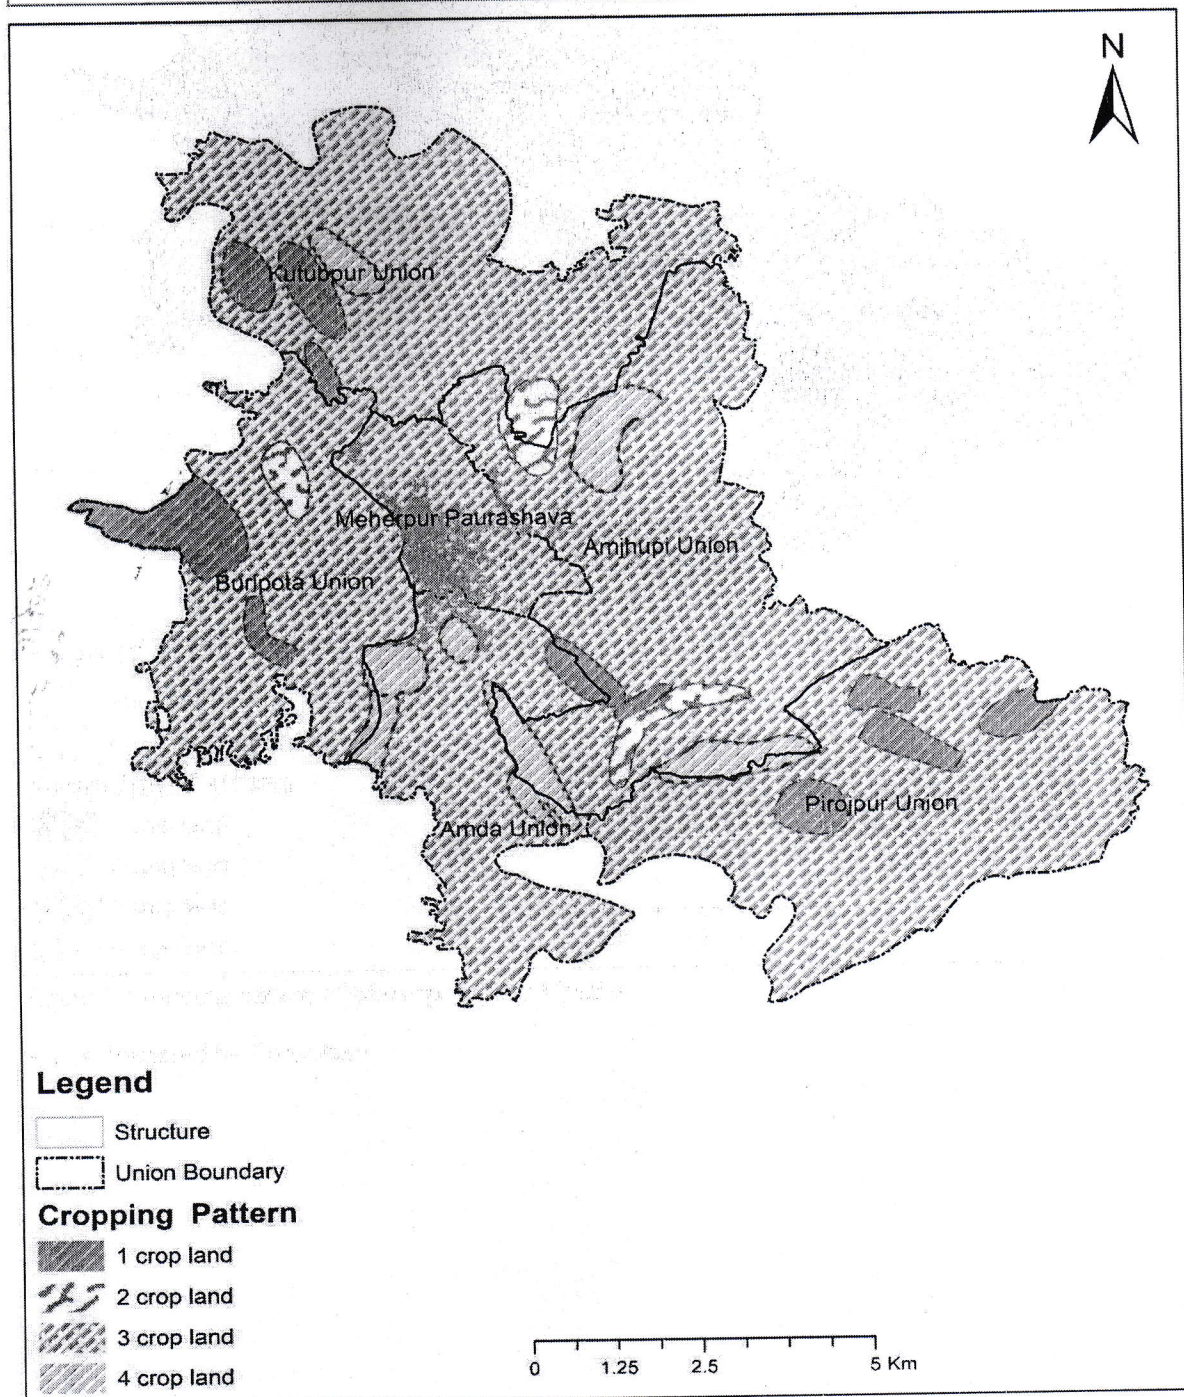 N
Kutubpur Union
Meherpur Paurashava
Amjhupi Union
Buripota Union
Pirojpur Union
Amda Union
Legend
Structure
Union Boundary
Cropping Pattern
1 crop land
2 crop land
3 crop land
4 crop land
0 1.25 2.5 5 Km